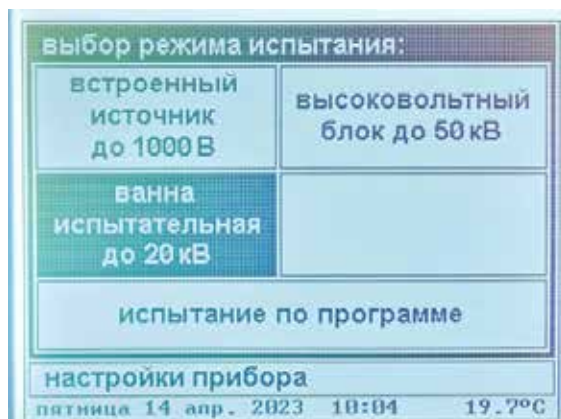 выбор режима испытания:
встроенный
источник
до 1000 В
высоковольтный
блок до 50 кВ
ванна
испытательная
до 20 кВ
испытание по программе
настройки прибора
пятница 14 апр. 2023 10:04 19.7°C